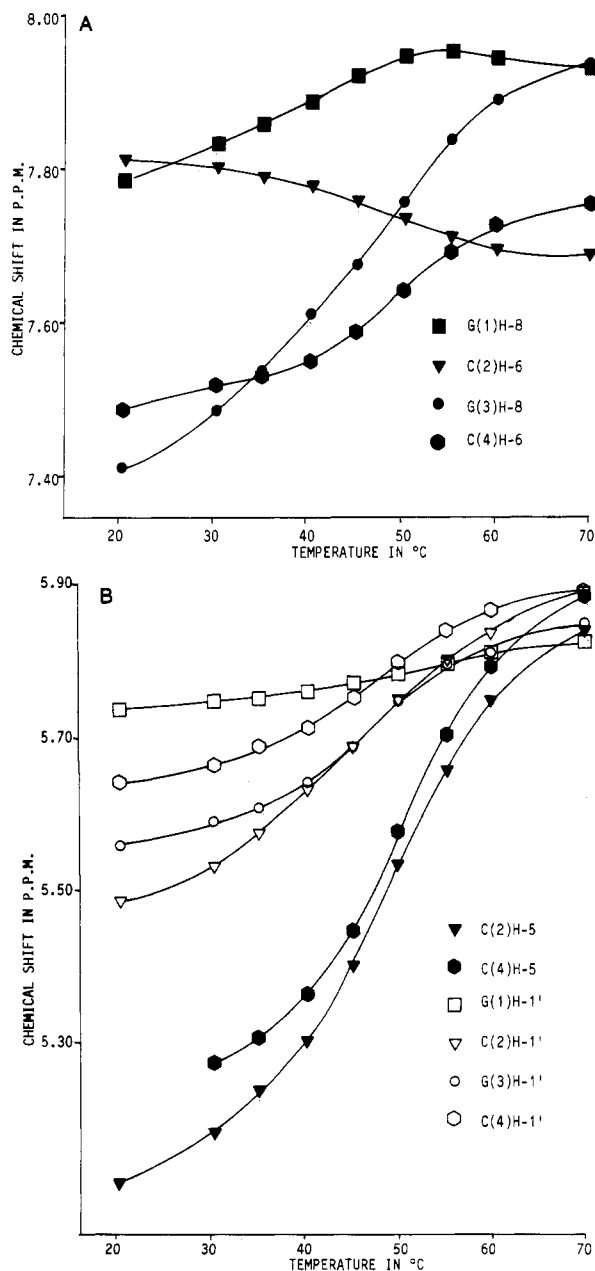 A
8.00
7.80
7.60
7.40
CHEMICAL SHIFT IN P.P.M.
G(1)H-8
C(2)H-6
G(3)H-8
C(4)H-6
20 30 40 50 60 70
TEMPERATURE IN °C
B
5.90
5.70
5.50
5.30
CHEMICAL SHIFT IN P.P.M.
C(2)H-5
C(4)H-5
G(1)H-1'
C(2)H-1'
G(3)H-1'
C(4)H-1'
20 30 40 50 60 70
TEMPERATURE IN °C